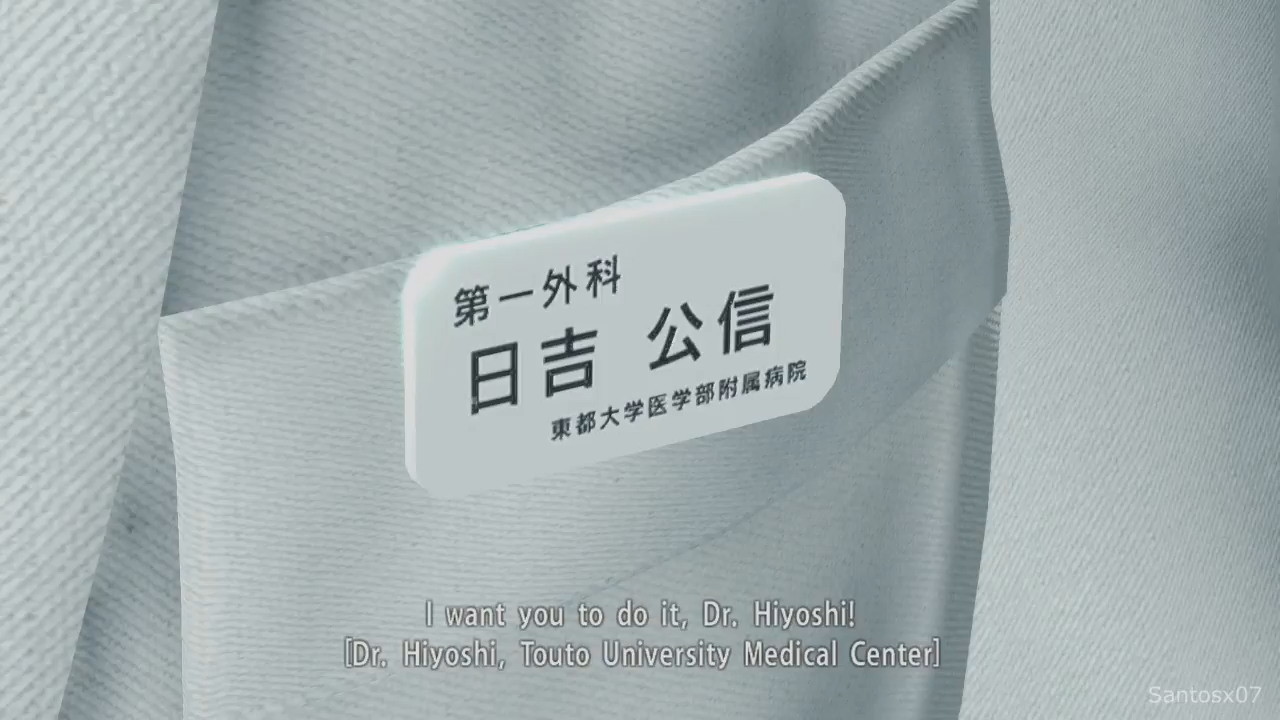 第一外科
日吉 公信
東都大学医学部附属病院
I want you to do it, Dr. Hiyoshi!
[Dr. Hiyoshi, Touto University Medical Center]
Santosx07